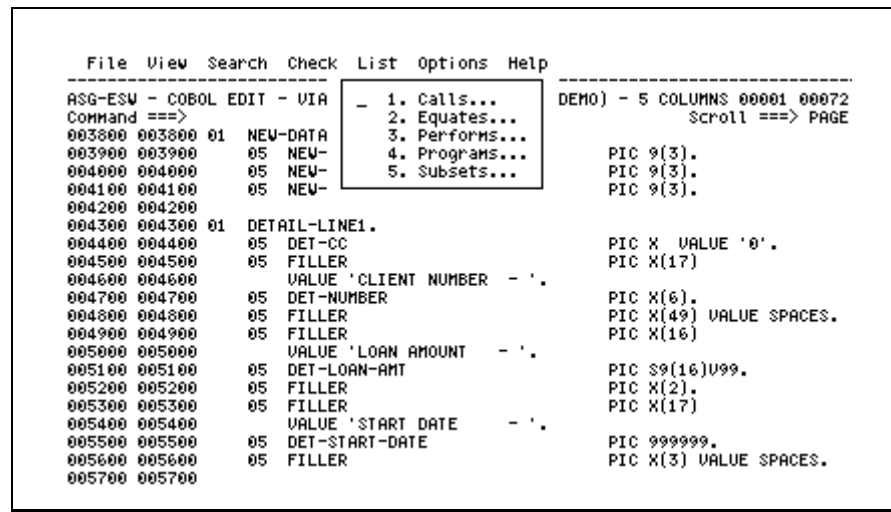 File View Search Check List Options Help
ASG-ESW - COBOL EDIT - VIA _ 1. Calls... DEMO) - 5 COLUMNS 00001 00072
Command ===> 2. Equates... Scroll ===> PAGE
003800 003800 01 NEW-DATA 3. Performs...
003900 003900 05 NEW- 4. Programs... PIC 9(3).
004000 004000 05 NEW- 5. Subsets... PIC 9(3).
004100 004100 05 NEW- PIC 9(3).
004200 004200
004300 004300 01 DETAIL-LINE1.
004400 004400 05 DET-CC PIC X VALUE '0'.
004500 004500 05 FILLER PIC X(17)
004600 004600 VALUE 'CLIENT NUMBER - '.
004700 004700 05 DET-NUMBER PIC X(6).
004800 004800 05 FILLER PIC X(49) VALUE SPACES.
004900 004900 05 FILLER PIC X(16)
005000 005000 VALUE 'LOAN AMOUNT - '.
005100 005100 05 DET-LOAN-AMT PIC S9(16)V99.
005200 005200 05 FILLER PIC X(2).
005300 005300 05 FILLER PIC X(17)
005400 005400 VALUE 'START DATE - '.
005500 005500 05 DET-START-DATE PIC 999999.
005600 005600 05 FILLER PIC X(3) VALUE SPACES.
005700 005700